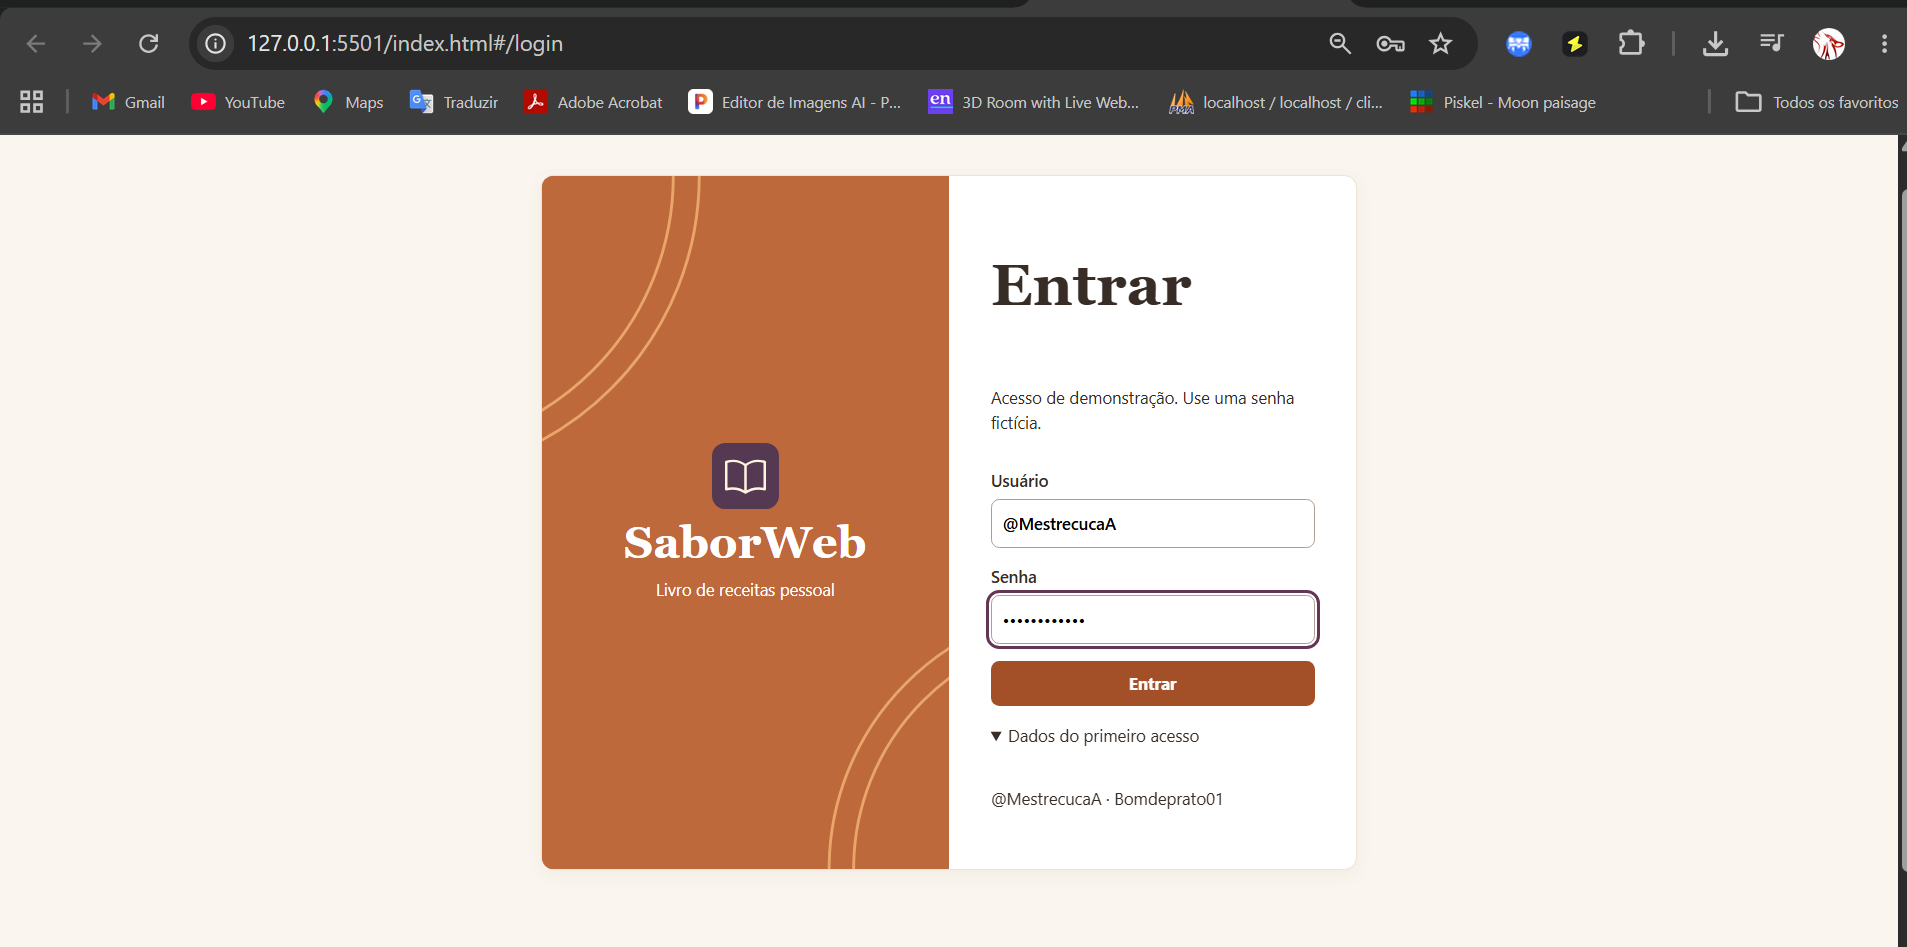 127.0.0.1:5501/index.html#/login
Gmail
YouTube
Maps
Traduzir
Adobe Acrobat
Editor de Imagens AI - P...
en
3D Room with Live Web...
PMA
localhost / localhost / cli...
Piskel - Moon paisage
Todos os favoritos
SaborWeb
Livro de receitas pessoal
Entrar
Acesso de demonstração. Use uma senha
fictícia.
Usuário
@MestrecucaA
Senha
••••••••••••
Entrar
▼ Dados do primeiro acesso
@MestrecucaA · Bomdeprato01